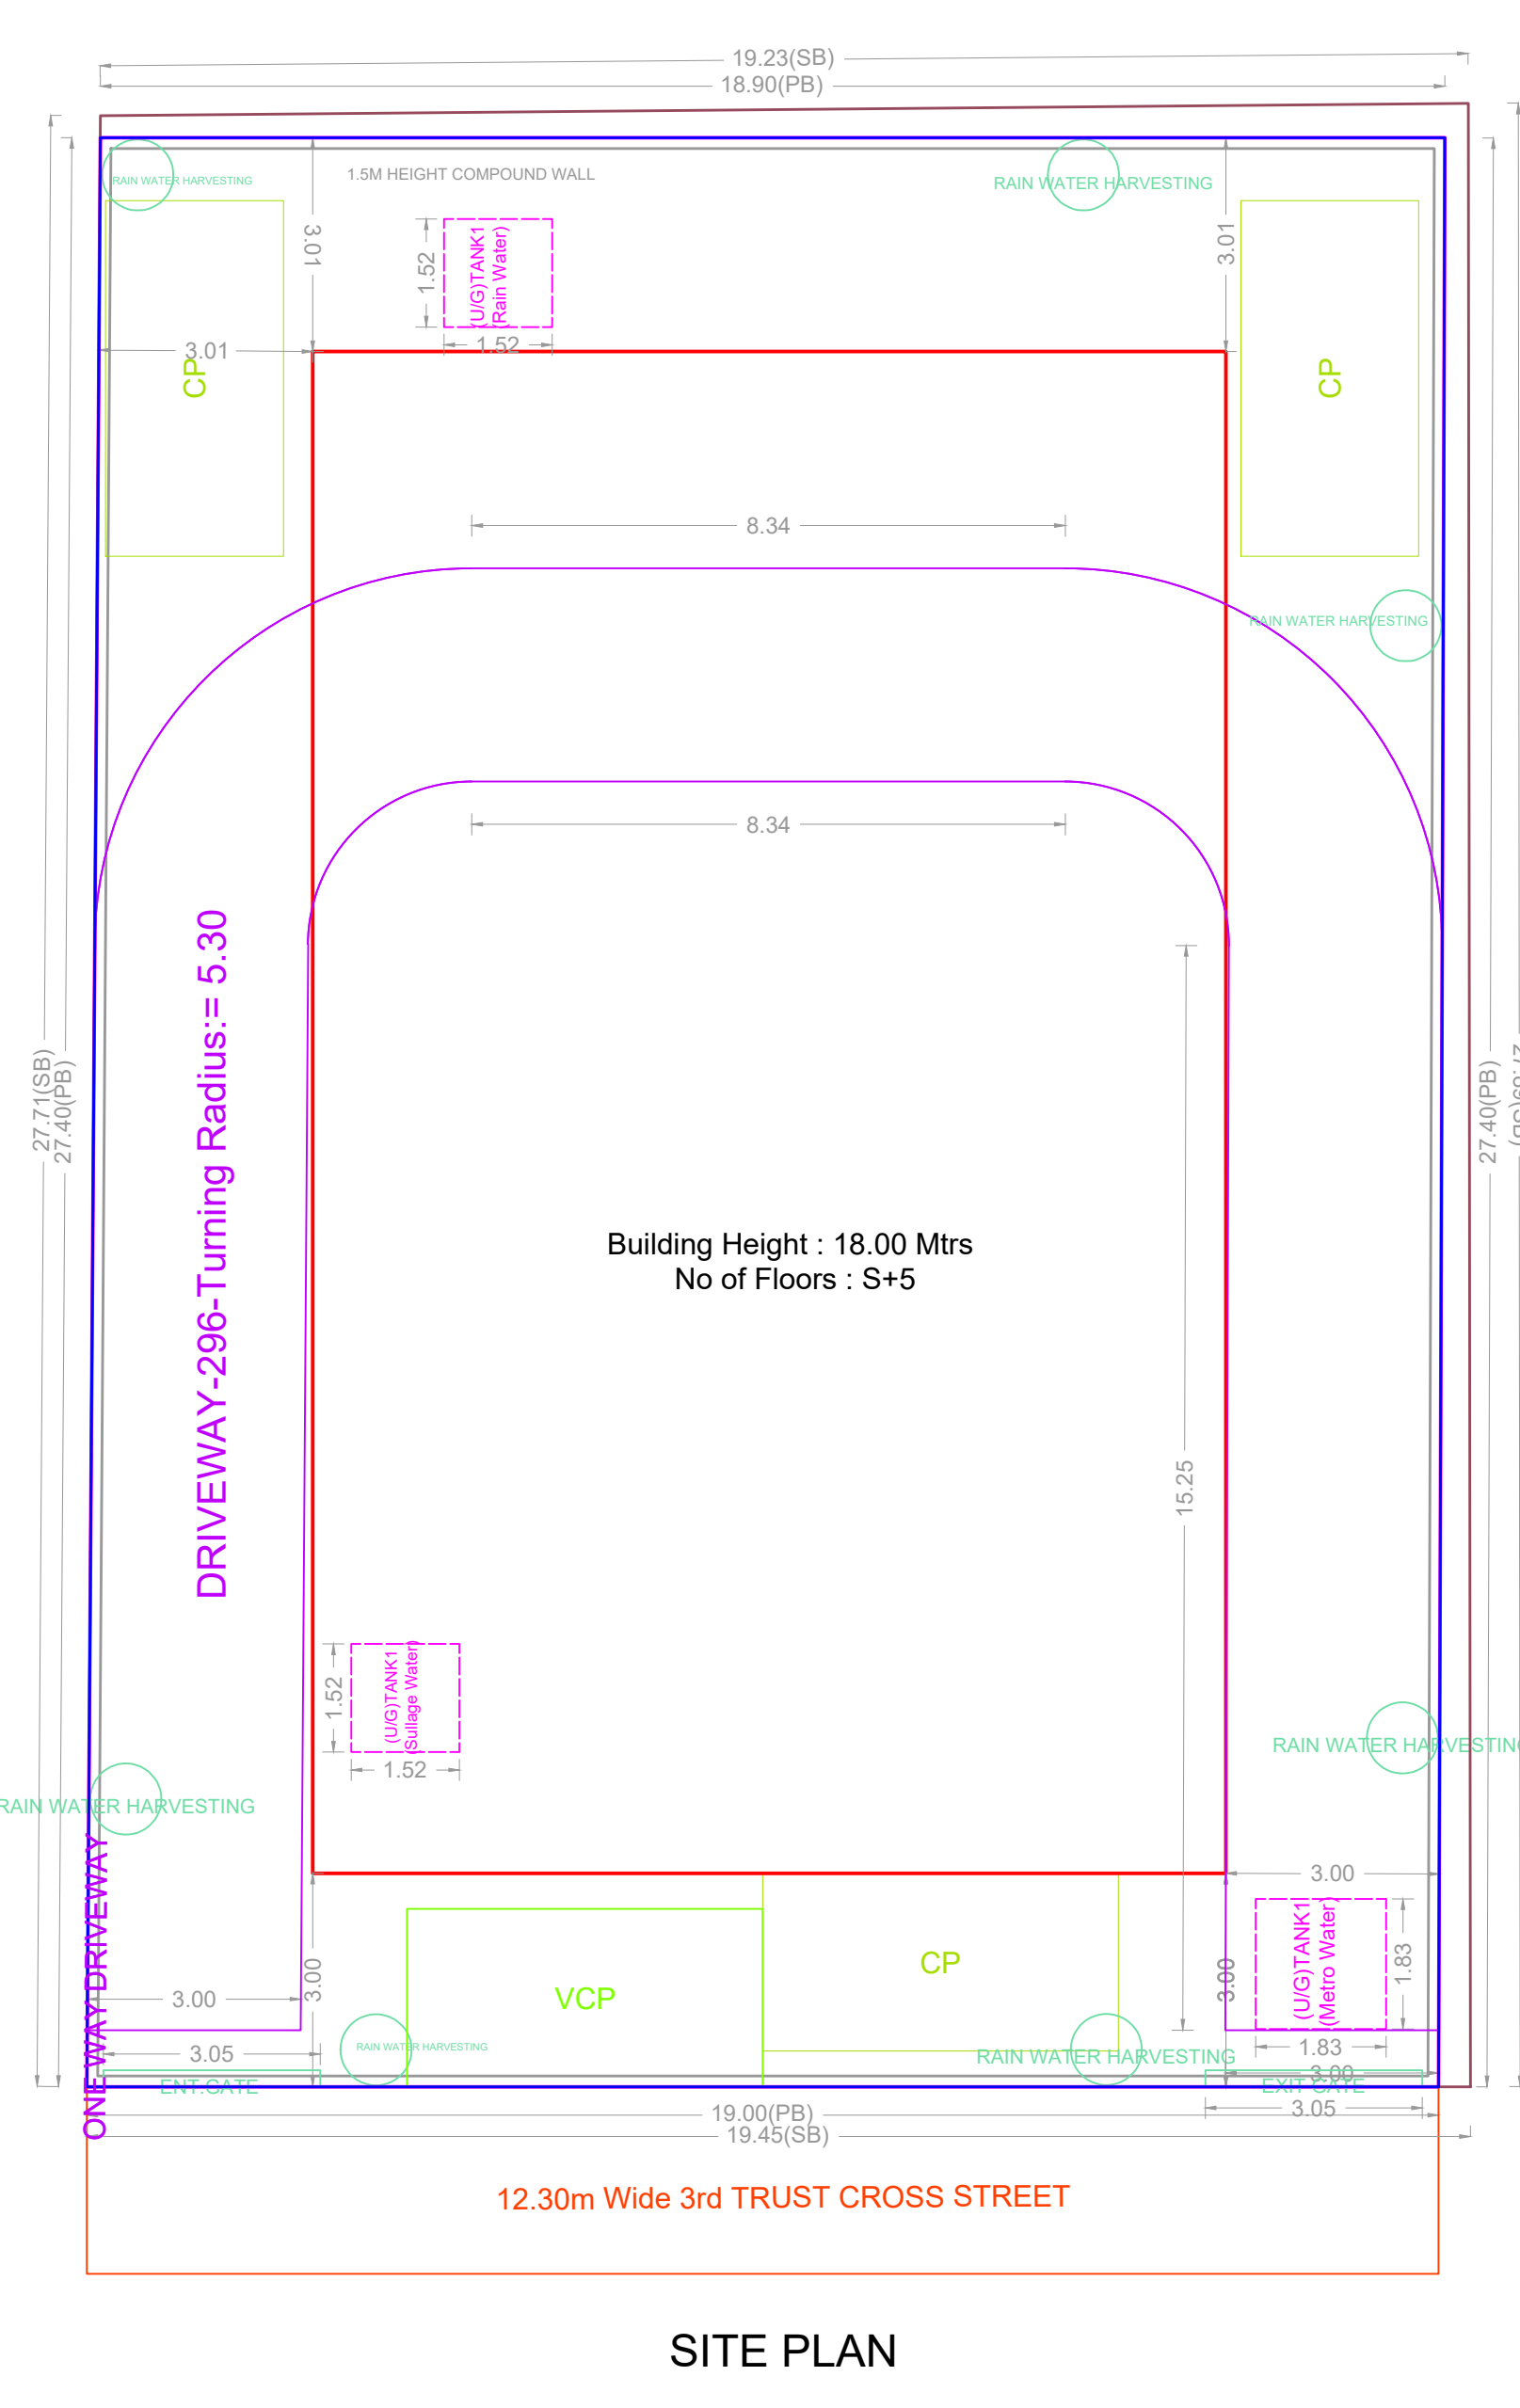 19.23(SB)
18.90(PB)
RAIN WATER HARVESTING
1.5M HEIGHT COMPOUND WALL
RAIN WATER HARVESTING
3.01
1.52
(U/G)TANK1
(Rain Water)
3.01
1.52
3.01
CP
CP
8.34
RAIN WATER HARVESTING
8.34
DRIVEWAY-296-Turning Radius:= 5.30
27.71(SB)
27.40(PB)
27.40(PB)
Building Height : 18.00 Mtrs
No of Floors : S+5
15.25
1.52
(U/G)TANK1
(Sullage Water)
1.52
RAIN WATER HARVESTING
RAIN WATER HARVESTING
ONE WAY DRIVEWAY
3.00
1.83
(U/G)TANK1
(Metro Water)
CP
VCP
3.00
3.00
3.00
RAIN WATER HARVESTING
RAIN WATER HARVESTING
1.83
3.05
3.00
ENT.GATE
EXIT GATE
3.05
19.00(PB)
19.45(SB)
12.30m Wide 3rd TRUST CROSS STREET
SITE PLAN